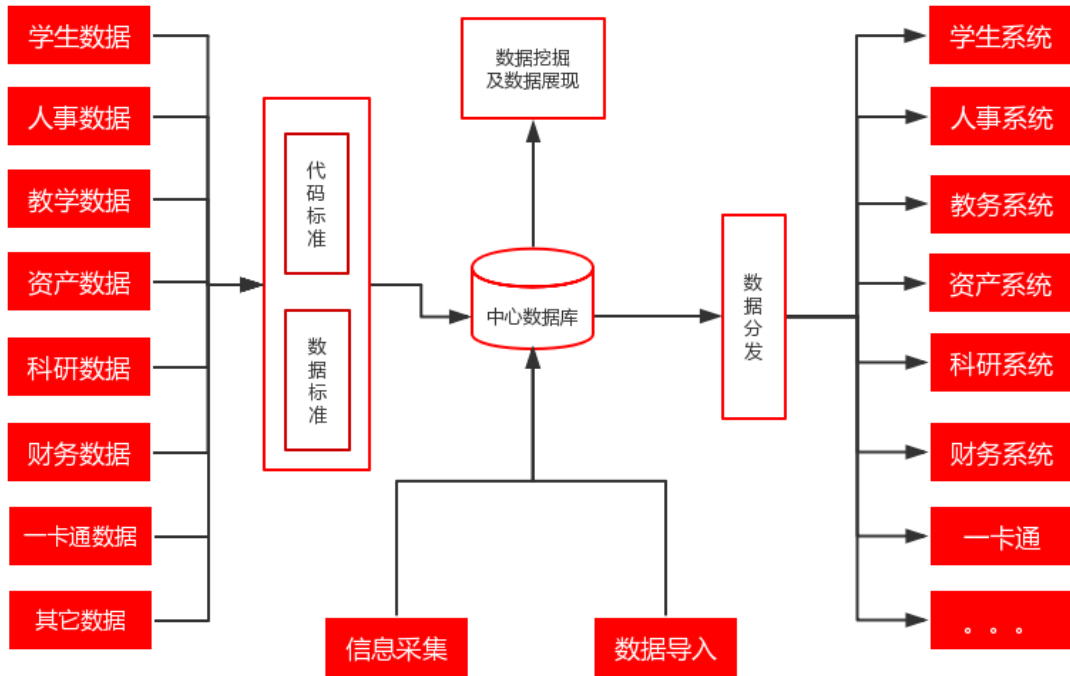 学生数据
人事数据
教学数据
资产数据
科研数据
财务数据
一卡通数据
其它数据
代码标准
数据标准
数据挖掘
及数据展现
中心数据库
信息采集
数据导入
数据分发
学生系统
人事系统
教务系统
资产系统
科研系统
财务系统
一卡通
。。。